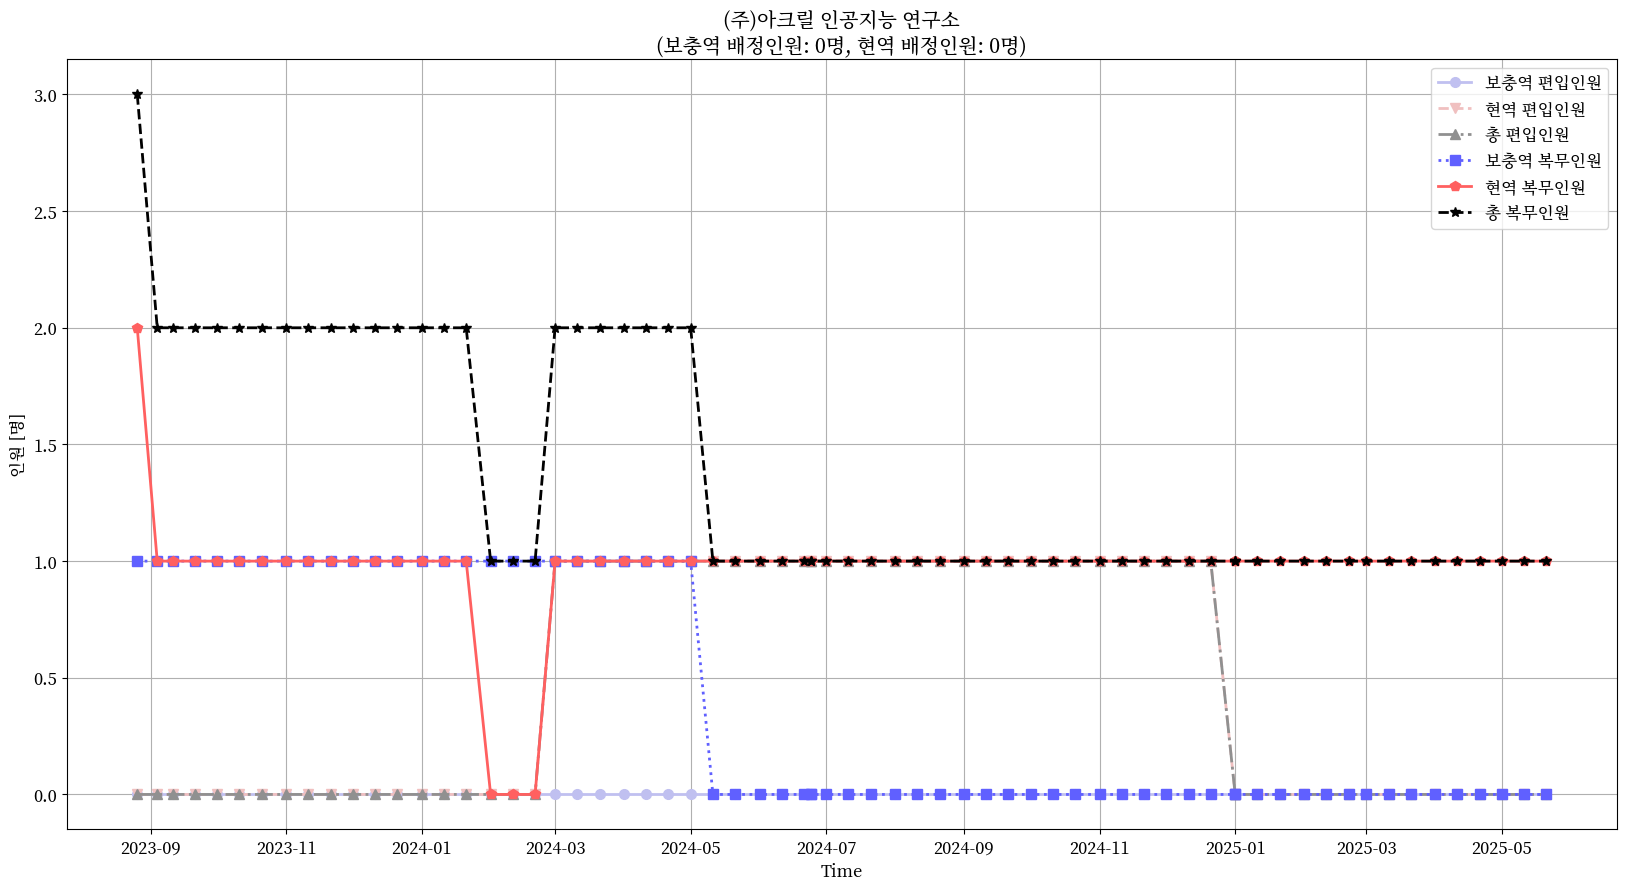 (주)아크릴 인공지능 연구소
(보충역 배정인원: 0명, 현역 배정인원: 0명)
보충역 편입인원
현역 편입인원
총 편입인원
보충역 복무인원
현역 복무인원
총 복무인원
3.0
2.5
2.0
1.5
1.0
0.5
0.0
인원 [명]
2023-09 2023-11 2024-01 2024-03 2024-05 2024-07 2024-09 2024-11 2025-01 2025-03 2025-05
Time